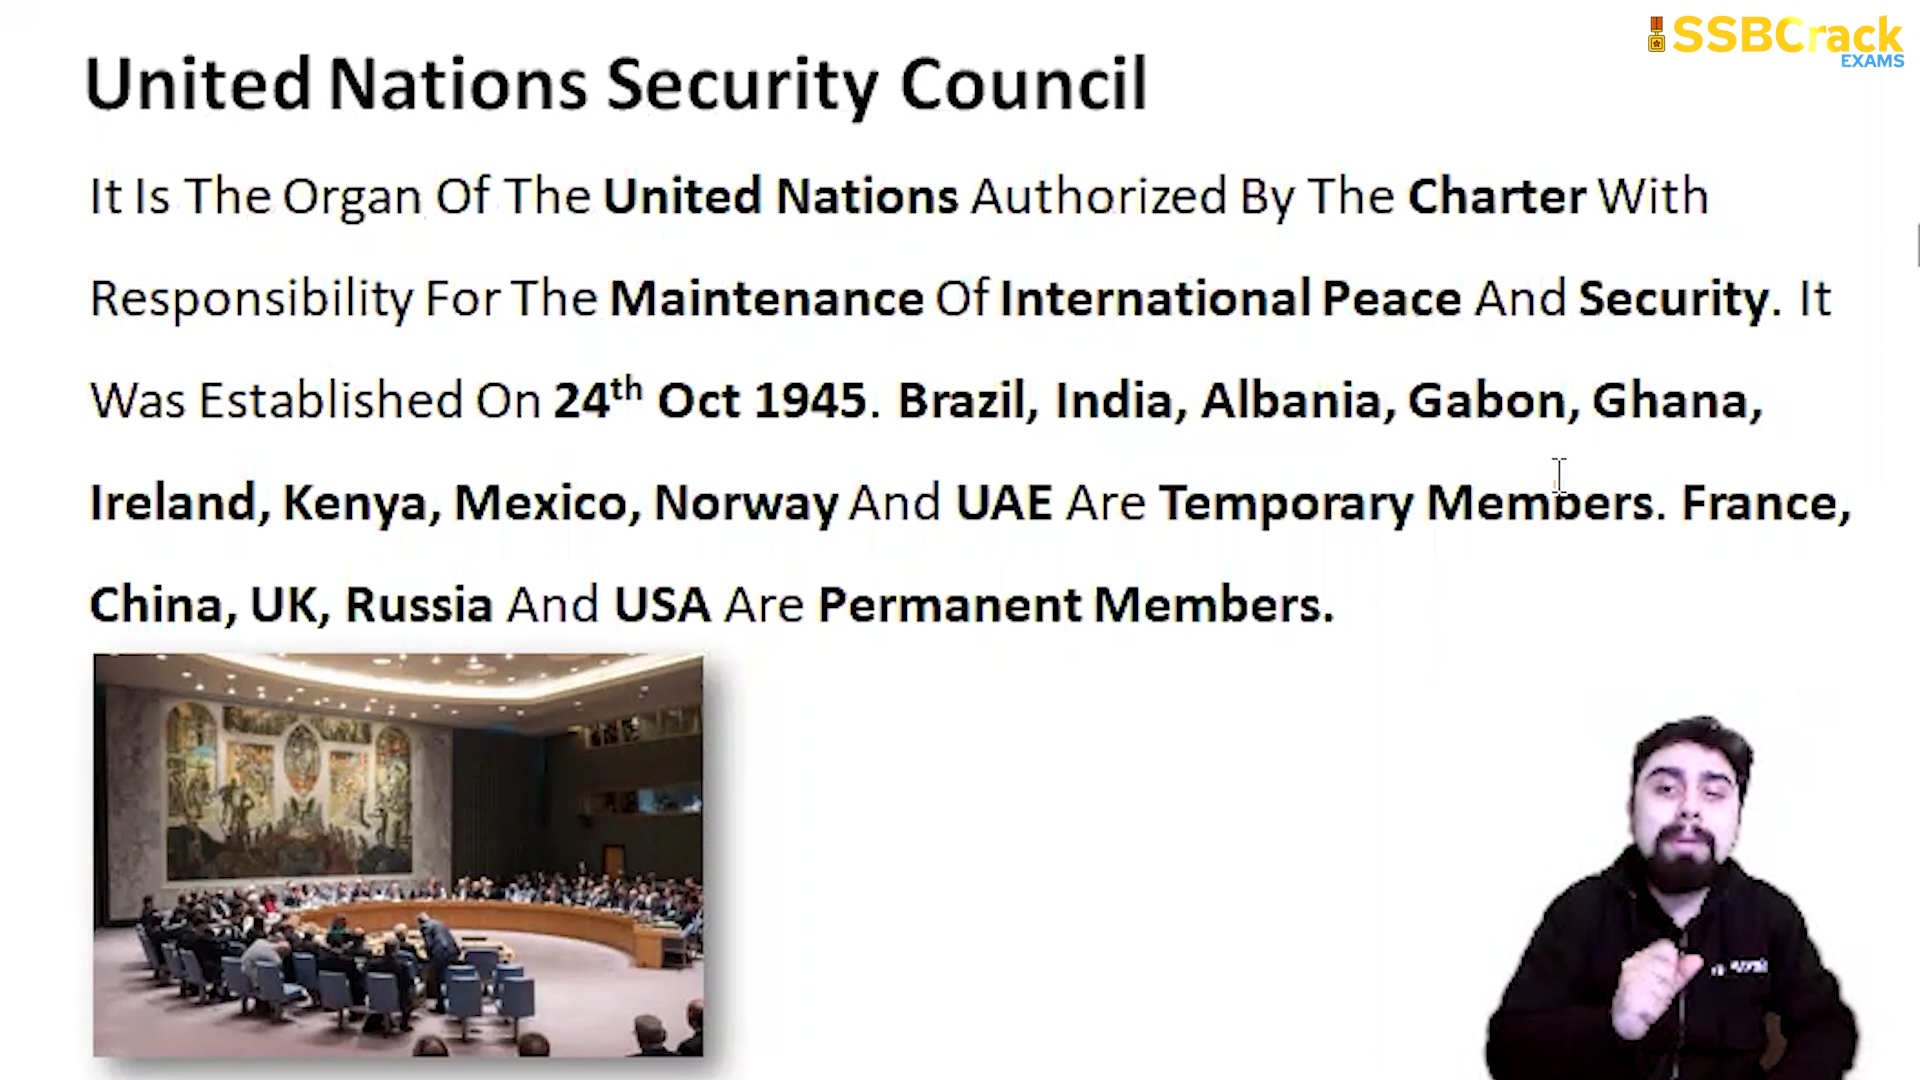 SSBCrack
EXAMS
United Nations Security Council
It Is The Organ Of The United Nations Authorized By The Charter With
Responsibility For The Maintenance Of International Peace And Security. It
Was Established On 24th Oct 1945. Brazil, India, Albania, Gabon, Ghana,
Ireland, Kenya, Mexico, Norway And UAE Are Temporary Members. France,
China, UK, Russia And USA Are Permanent Members.